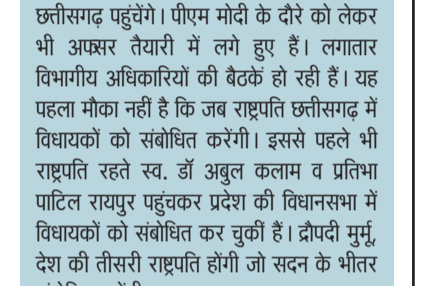 छत्तीसगढ़ पहुंचेंगे। पीएम मोदी के दौरे को लेकर
भी अफसर तैयारी में लगे हुए हैं। लगातार
विभागीय अधिकारियों की बैठकें हो रही हैं। यह
पहला मौका नहीं है कि जब राष्ट्रपति छत्तीसगढ़ में
विधायकों को संबोधित करेंगी। इससे पहले भी
राष्ट्रपति रहते स्व. डॉ अबुल कलाम व प्रतिभा
पाटिल रायपुर पहुंचकर प्रदेश की विधानसभा में
विधायकों को संबोधित कर चुकीं हैं। द्रौपदी मुर्मू,
देश की तीसरी राष्ट्रपति होंगी जो सदन के भीतर